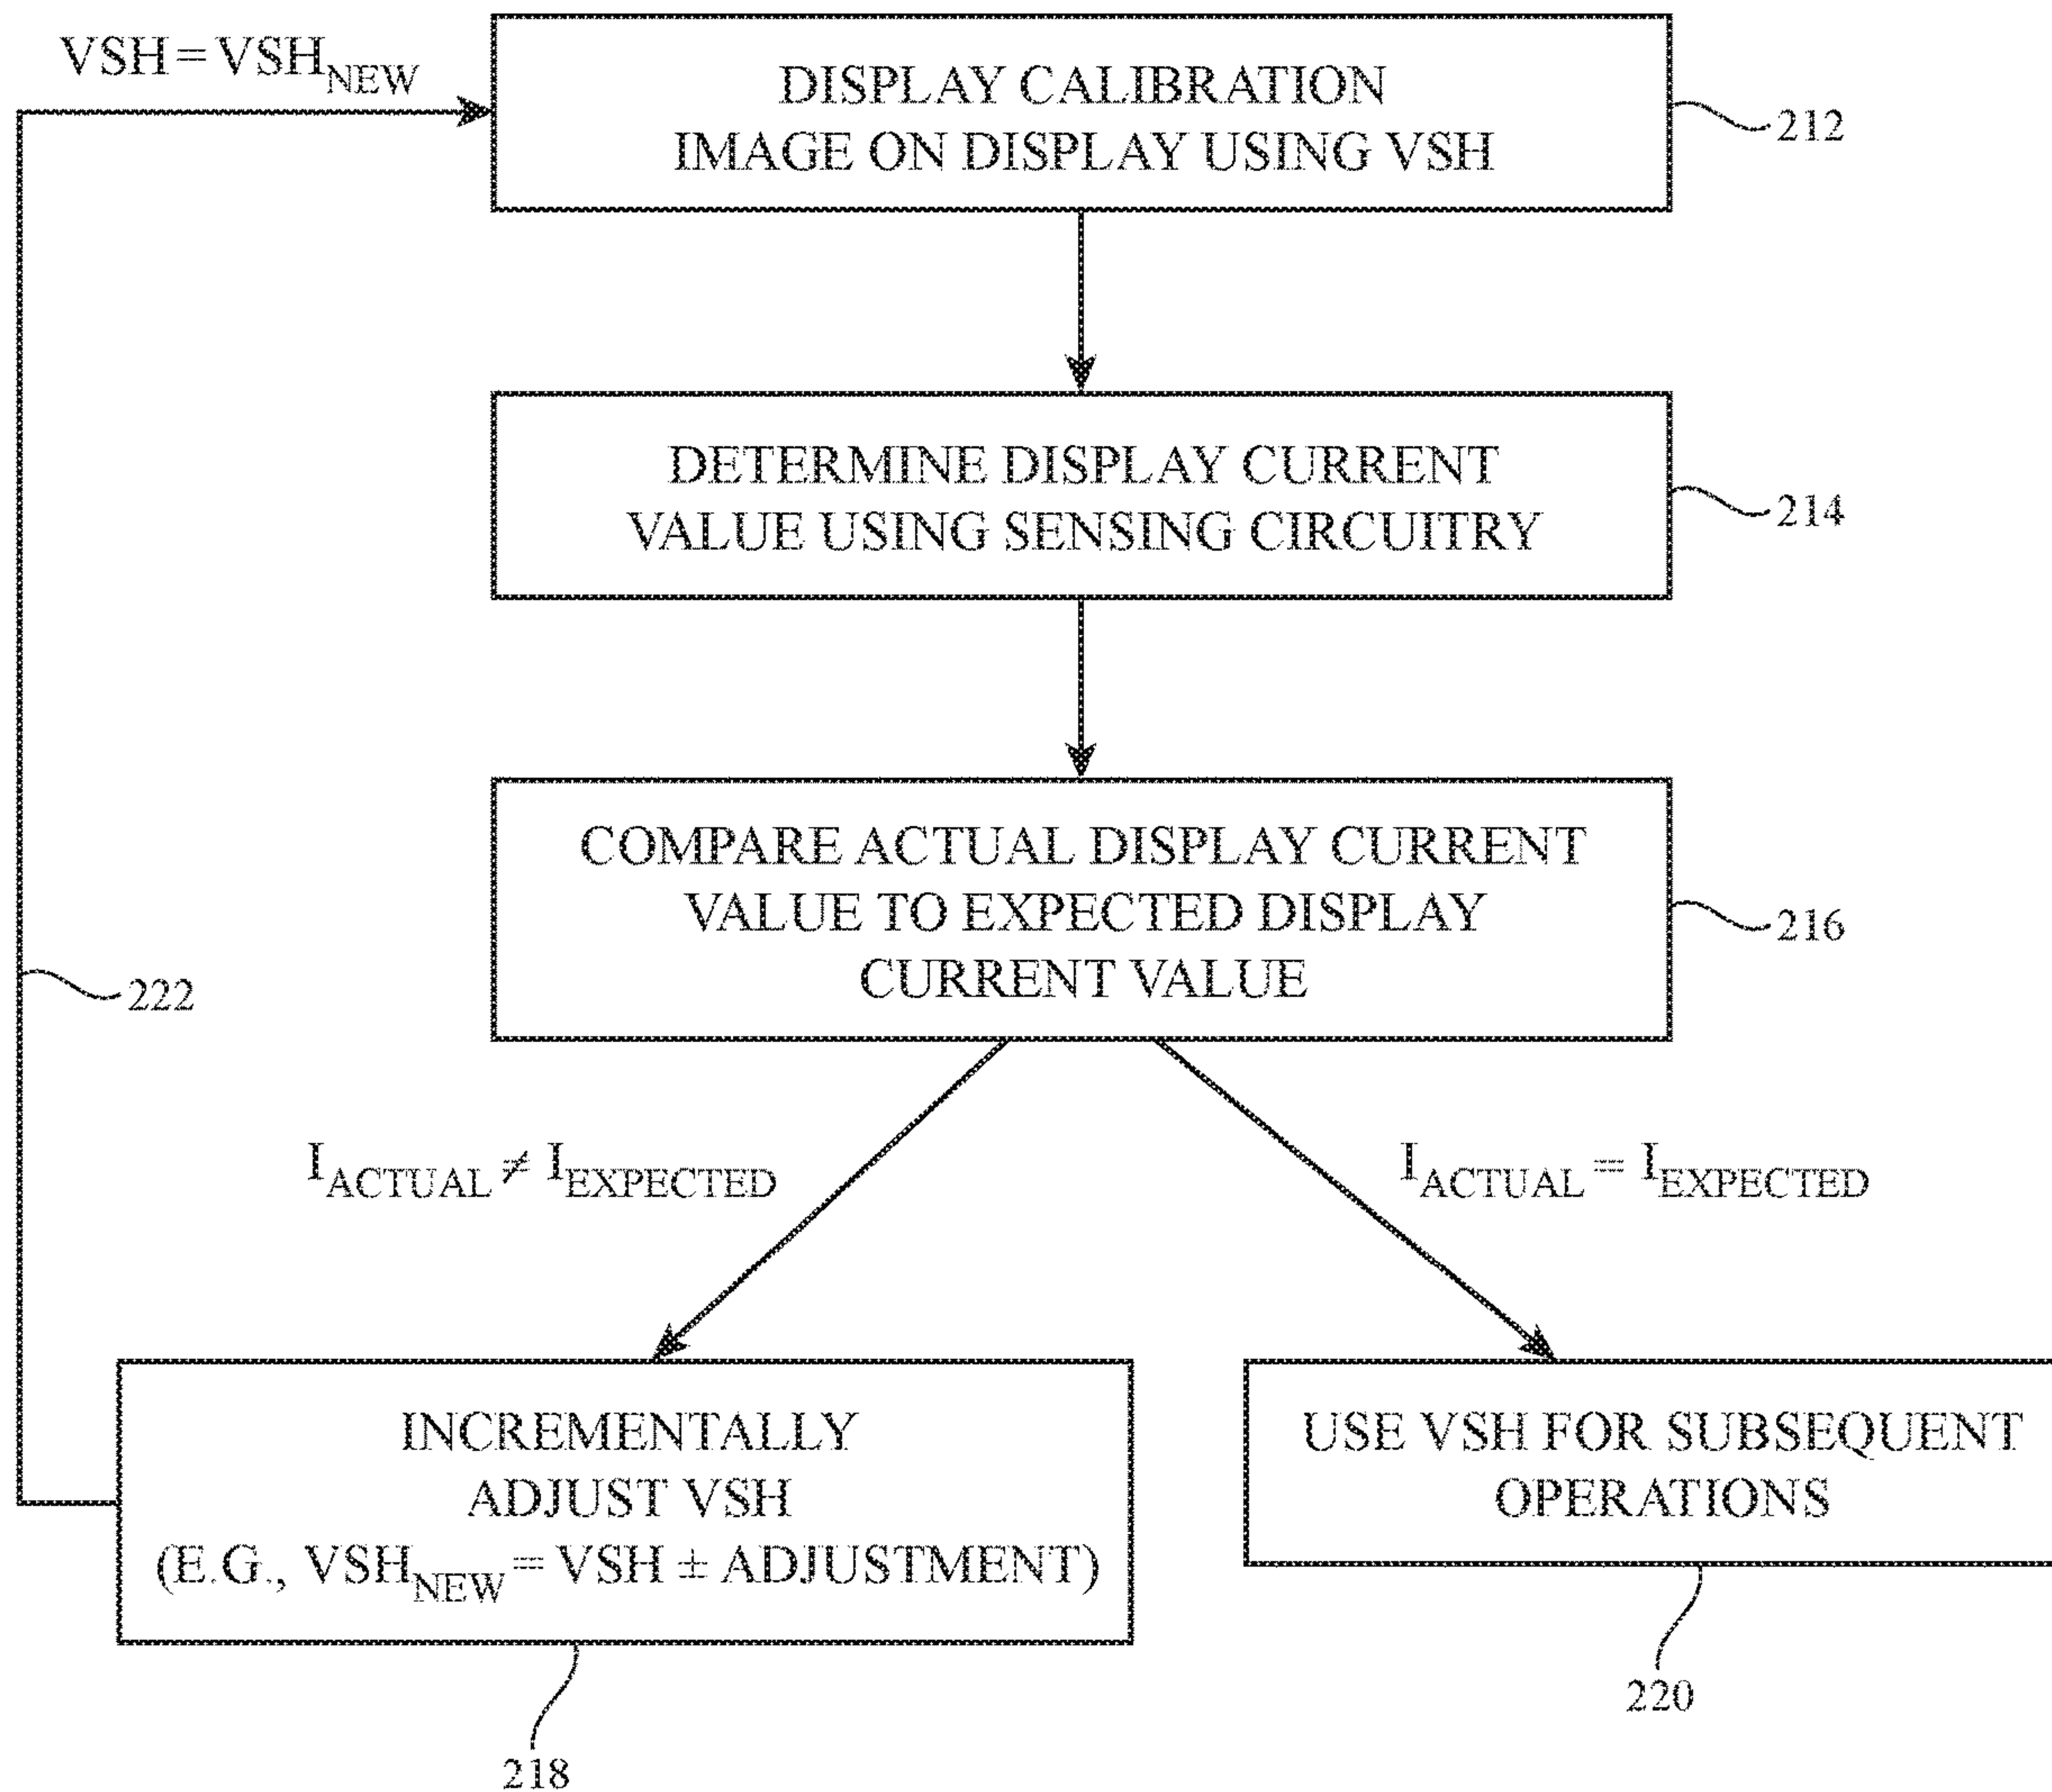 VSH = VSH_NEW
DISPLAY CALIBRATION
IMAGE ON DISPLAY USING VSH
212
DETERMINE DISPLAY CURRENT
VALUE USING SENSING CIRCUITRY
214
COMPARE ACTUAL DISPLAY CURRENT
VALUE TO EXPECTED DISPLAY
CURRENT VALUE
216
222
I_ACTUAL ≠ I_EXPECTED
I_ACTUAL = I_EXPECTED
INCREMENTALLY
ADJUST VSH
(E.G., VSH_NEW = VSH ± ADJUSTMENT)
218
USE VSH FOR SUBSEQUENT
OPERATIONS
220